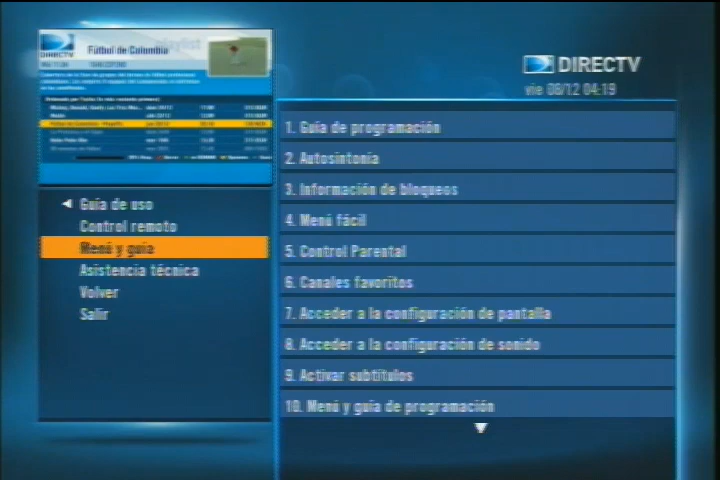 DIRECTV
Fútbol de Colombia
playlist
DIRECTV
vie 08/12 04:19
Guía de uso
Control remoto
Menú y guía
Asistencia técnica
Volver
Salir
1. Guía de programación
2. Autosintonía
3. Información de bloqueos
4. Menú fácil
5. Control Parental
6. Canales favoritos
7. Acceder a la configuración de pantalla
8. Acceder a la configuración de sonido
9. Activar subtítulos
10. Menú y guía de programación